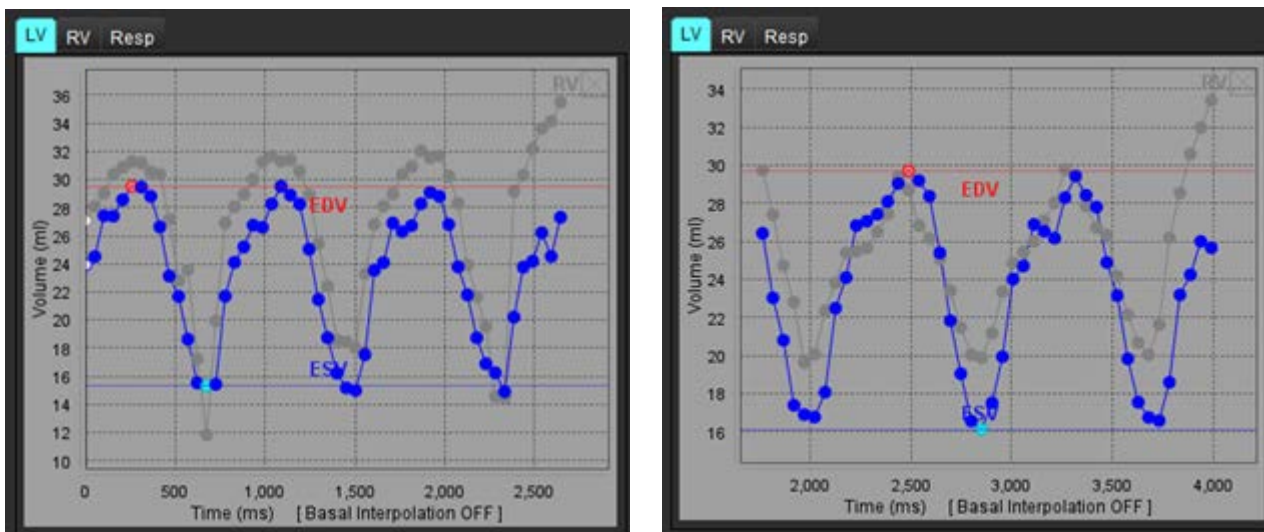 LV RV Resp
RV
36
34
32
30
28
26
24
22
20
18
16
14
12
10
Volume (ml)
EDV
ESV
0 500 1,000 1,500 2,000 2,500
Time (ms) [ Basal Interpolation OFF ]
LV RV Resp
RV
34
32
30
28
26
24
22
20
18
16
Volume (ml)
EDV
ESV
2,000 2,500 3,000 3,500 4,000
Time (ms) [ Basal Interpolation OFF ]